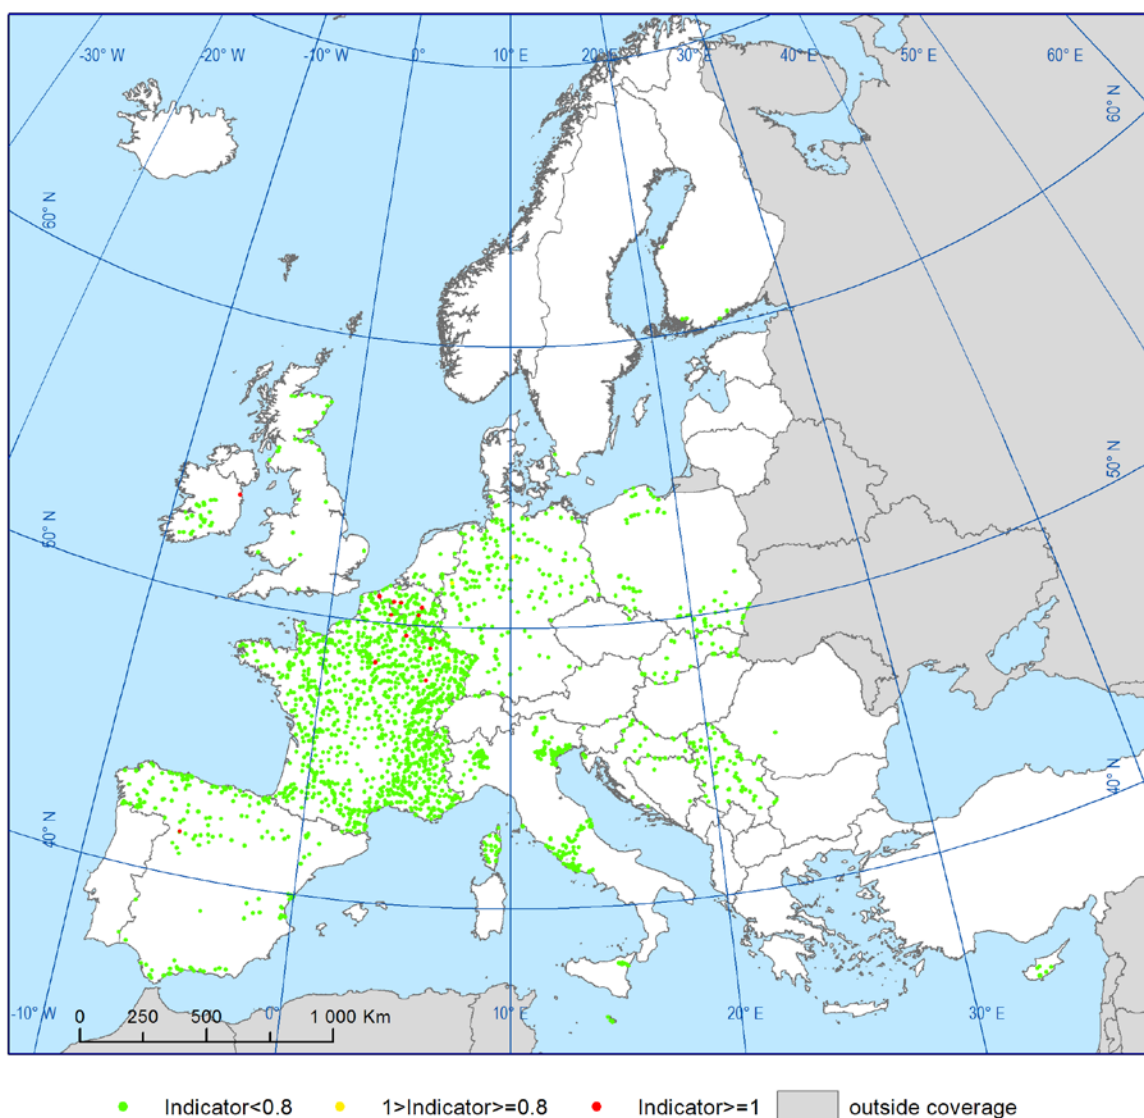 -30° W
-20° W
-10° W
0°
10° E
20° E
30° E
40° E
50° E
60° E
60° N
60° N
50° N
50° N
40° N
40° N
-10° W
0°
10° E
20° E
30° E
0 250 500 1 000 Km
Indicator<0.8 1>Indicator>=0.8 Indicator>=1 outside coverage